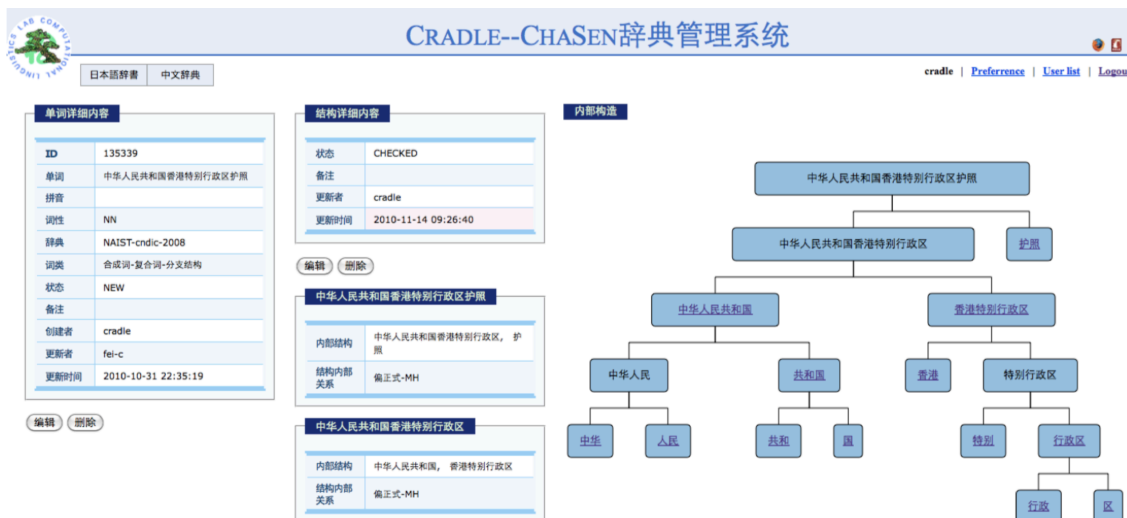 COMPUTATIONAL LINGUISTICS LAB
CRADLE--CHASEN辞典管理系统
日本語辞書 中文辞典
cradle | Preferrence | User list | Logou
单词详细内容
ID 135339
单词 中华人民共和国香港特别行政区护照
拼音
词性 NN
辞典 NAIST-cndic-2008
词类 合成词-复合词-分支结构
状态 NEW
备注
创建者 cradle
更新者 fei-c
更新时间 2010-10-31 22:35:19
编辑 删除
结构详细内容
状态 CHECKED
备注
更新者 cradle
更新时间 2010-11-14 09:26:40
编辑 删除
中华人民共和国香港特别行政区护照
内部结构 中华人民共和国香港特别行政区, 护
照
结构内部
关系 偏正式-MH
中华人民共和国香港特别行政区
内部结构 中华人民共和国, 香港特别行政区
结构内部
关系 偏正式-MH
内部构造
中华人民共和国香港特别行政区护照
中华人民共和国香港特别行政区 护照
中华人民共和国 香港特别行政区
中华人民 共和国 香港 特别行政区
中华 人民 共和 国 特别 行政区
行政 区